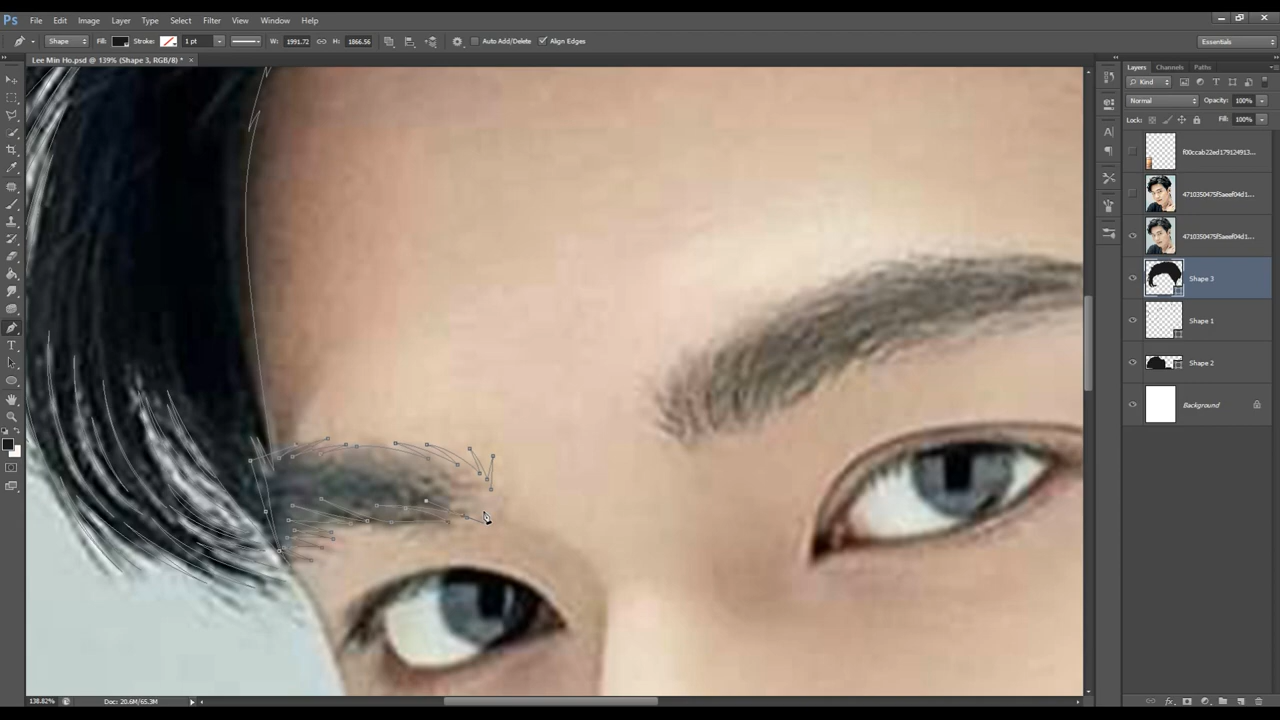 Ps File Edit Image Layer Type Select Filter View Window Help
Shape Fill: Stroke: 1 pt W: 1991.72 H: 1866.56 Auto Add/Delete Align Edges Essentials
Lee Min Ho.psd @ 139% (Shape 3, RGB/8) * ×
Layers Channels Paths
Kind
Normal Opacity: 100%
Lock: Fill: 100%
f00ccab22ed179124913...
4710350475f5aeef04d1...
4710350475f5aeef04d1...
Shape 3
Shape 1
Shape 2
Background
138.82% Doc: 20.6M/65.3M